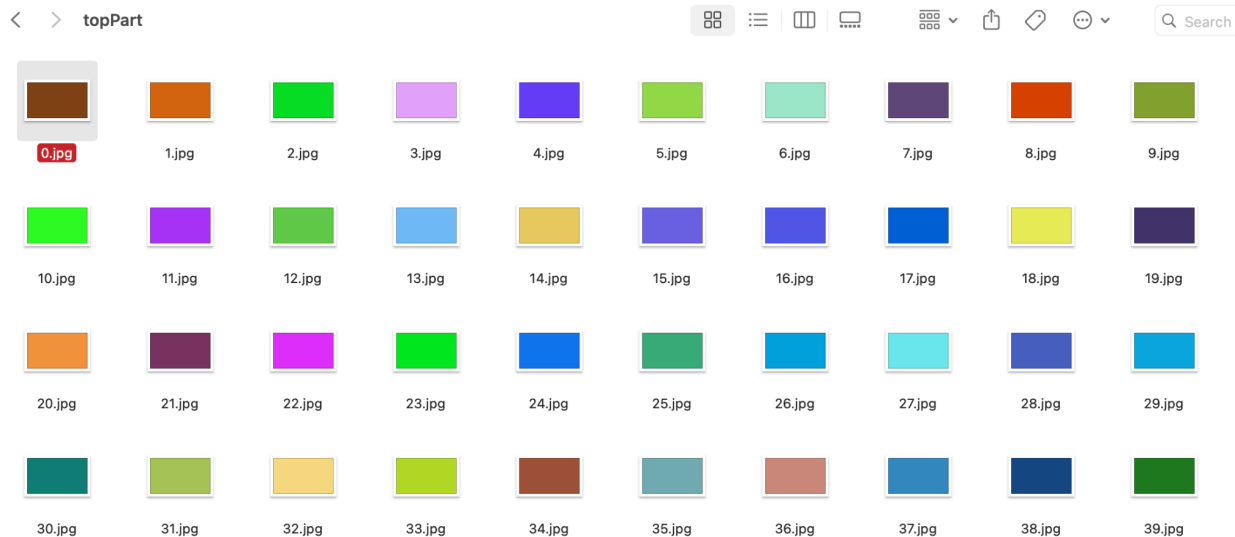 topPart
Search
0.jpg 1.jpg 2.jpg 3.jpg 4.jpg 5.jpg 6.jpg 7.jpg 8.jpg 9.jpg
10.jpg 11.jpg 12.jpg 13.jpg 14.jpg 15.jpg 16.jpg 17.jpg 18.jpg 19.jpg
20.jpg 21.jpg 22.jpg 23.jpg 24.jpg 25.jpg 26.jpg 27.jpg 28.jpg 29.jpg
30.jpg 31.jpg 32.jpg 33.jpg 34.jpg 35.jpg 36.jpg 37.jpg 38.jpg 39.jpg